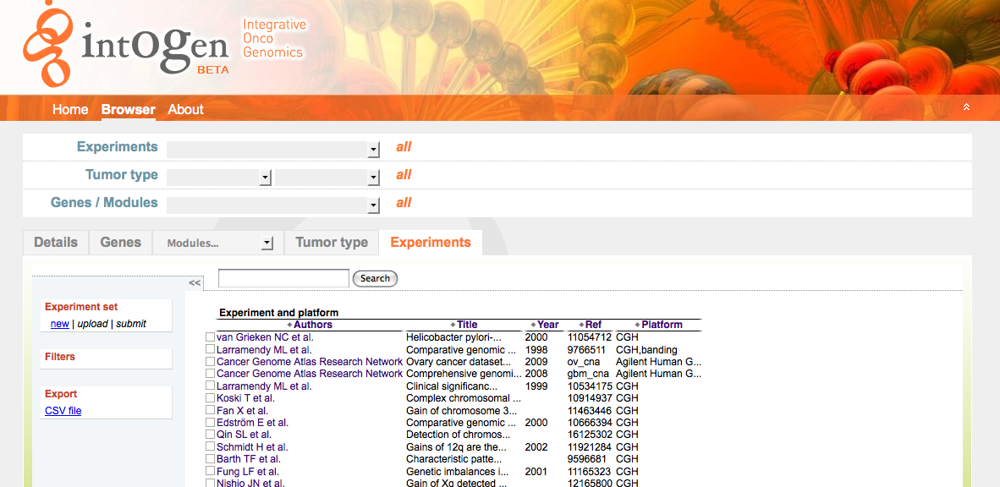 intOgen
BETA
Integrative
Onco
Genomics
Home Browser About
Experiments all
Tumor type all
Genes / Modules all
Details Genes Modules... Tumor type Experiments
<< Search
Experiment set
new | upload | submit
Filters
Export
CSV file
Experiment and platform
Authors Title Year Ref Platform
van Grieken NC et al. Helicobacter pylori-... 2000 11054712 CGH
Larramendy ML et al. Comparative genomic ... 1998 9766511 CGH,banding
Cancer Genome Atlas Research Network Ovary cancer dataset... 2009 ov_cna Agilent Human G...
Cancer Genome Atlas Research Network Comprehensive genomi... 2008 gbm_cna Agilent Human G...
Larramendy ML et al. Clinical significanc... 1999 10534175 CGH
Koski T et al. Complex chromosomal ... 10914937 CGH
Fan X et al. Gain of chromosome 3... 11463446 CGH
Edström E et al. Comparative genomic ... 2000 10666394 CGH
Qin SL et al. Detection of chromos... 16125302 CGH
Schmidt H et al. Gains of 12q are the... 2002 11921284 CGH
Barth TF et al. Characteristic patte... 9596681 CGH
Fung LF et al. Genetic imbalances i... 2001 11165323 CGH
Nishio JN et al. Gain of Xq detected ... 12165800 CGH